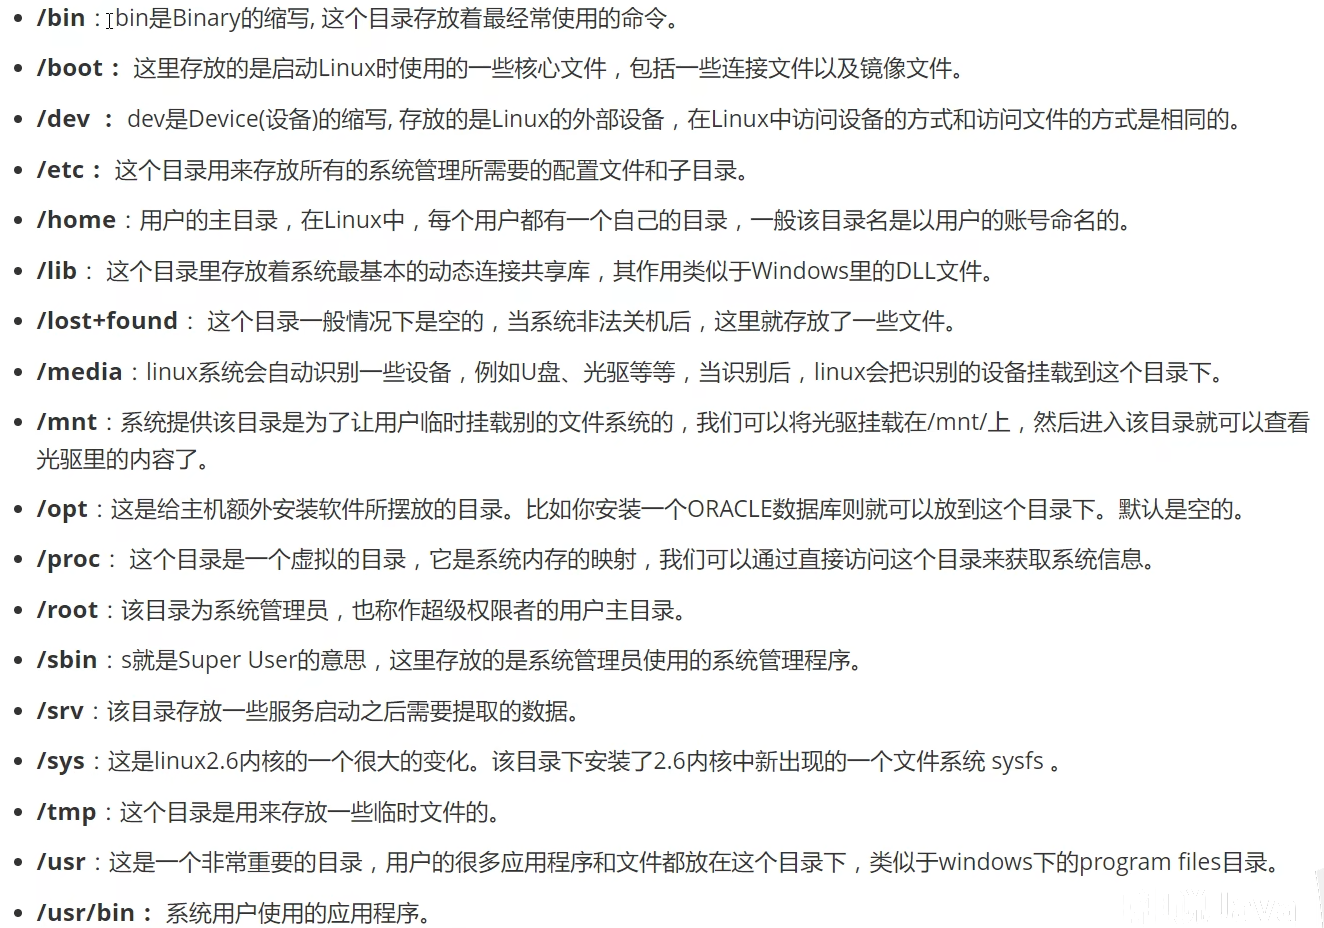 /bin：bin是Binary的缩写, 这个目录存放着最经常使用的命令。
/boot： 这里存放的是启动Linux时使用的一些核心文件，包括一些连接文件以及镜像文件。
/dev ： dev是Device(设备)的缩写, 存放的是Linux的外部设备，在Linux中访问设备的方式和访问文件的方式是相同的。
/etc： 这个目录用来存放所有的系统管理所需要的配置文件和子目录。
/home：用户的主目录，在Linux中，每个用户都有一个自己的目录，一般该目录名是以用户的账号命名的。
/lib： 这个目录里存放着系统最基本的动态连接共享库，其作用类似于Windows里的DLL文件。
/lost+found： 这个目录一般情况下是空的，当系统非法关机后，这里就存放了一些文件。
/media：linux系统会自动识别一些设备，例如U盘、光驱等等，当识别后，linux会把识别的设备挂载到这个目录下。
/mnt：系统提供该目录是为了让用户临时挂载别的文件系统的，我们可以将光驱挂载在/mnt/上，然后进入该目录就可以查看
光驱里的内容了。
/opt：这是给主机额外安装软件所摆放的目录。比如你安装一个ORACLE数据库则就可以放到这个目录下。默认是空的。
/proc： 这个目录是一个虚拟的目录，它是系统内存的映射，我们可以通过直接访问这个目录来获取系统信息。
/root：该目录为系统管理员，也称作超级权限者的用户主目录。
/sbin：s就是Super User的意思，这里存放的是系统管理员使用的系统管理程序。
/srv：该目录存放一些服务启动之后需要提取的数据。
/sys：这是linux2.6内核的一个很大的变化。该目录下安装了2.6内核中新出现的一个文件系统 sysfs 。
/tmp：这个目录是用来存放一些临时文件的。
/usr：这是一个非常重要的目录，用户的很多应用程序和文件都放在这个目录下，类似于windows下的program files目录。
/usr/bin： 系统用户使用的应用程序。